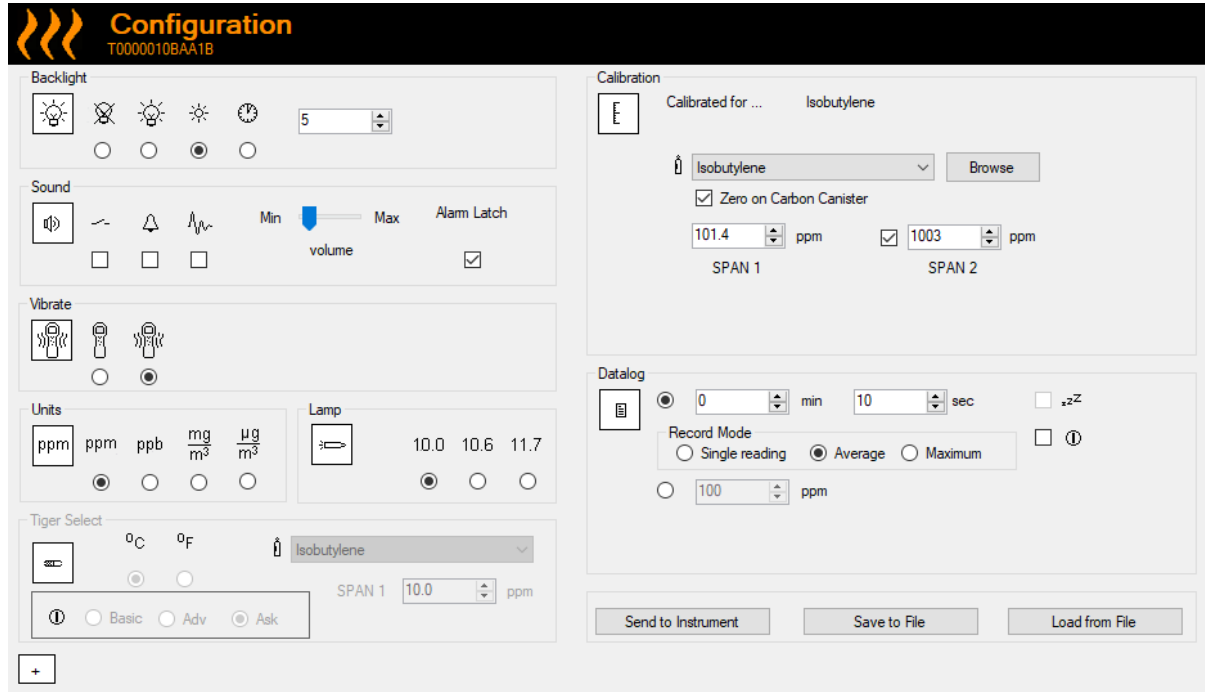 Configuration
T0000010BAA1B
Backlight
5
Sound
Min
Max
Alarm Latch
volume
Vibrate
Units
ppm
ppm ppb mg/m³ µg/m³
Lamp
10.0 10.6 11.7
Tiger Select
ºC ºF
Isobutylene
SPAN 1 10.0 ppm
Basic Adv Ask
+
Calibration
Calibrated for ... Isobutylene
Isobutylene Browse
Zero on Carbon Canister
101.4 ppm 1003 ppm
SPAN 1 SPAN 2
Datalog
0 min 10 sec zzZ
Record Mode
Single reading Average Maximum
100 ppm
Send to Instrument Save to File Load from File